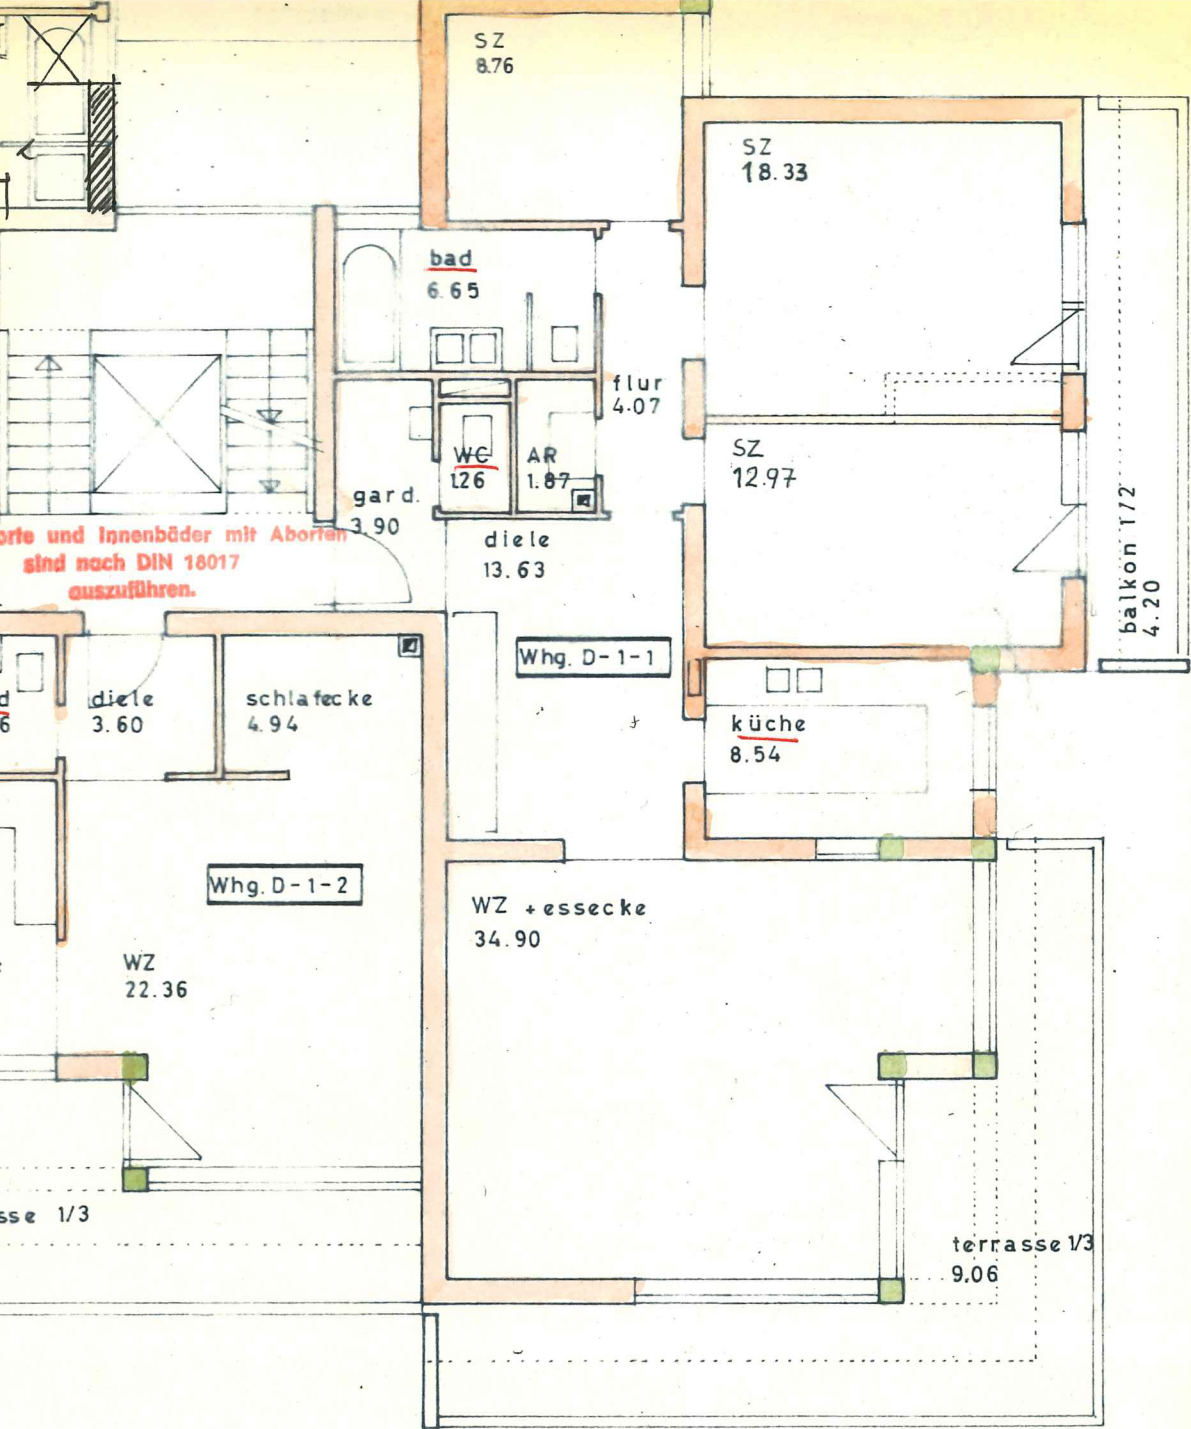 SZ
8.76
SZ
18.33
bad
6.65
flur
4.07
SZ
12.97
WC
1.26
AR
1.87
gard.
3.90
diele
13.63
balkon 1/2
4.20
und Innenbäder mit Aborten
sind nach DIN 18017
auszuführen.
Whg. D-1-1
diele
3.60
schlafecke
4.94
küche
8.54
Whg. D-1-2
WZ + essecke
34.90
WZ
22.36
1/3
terrasse 1/3
9.06